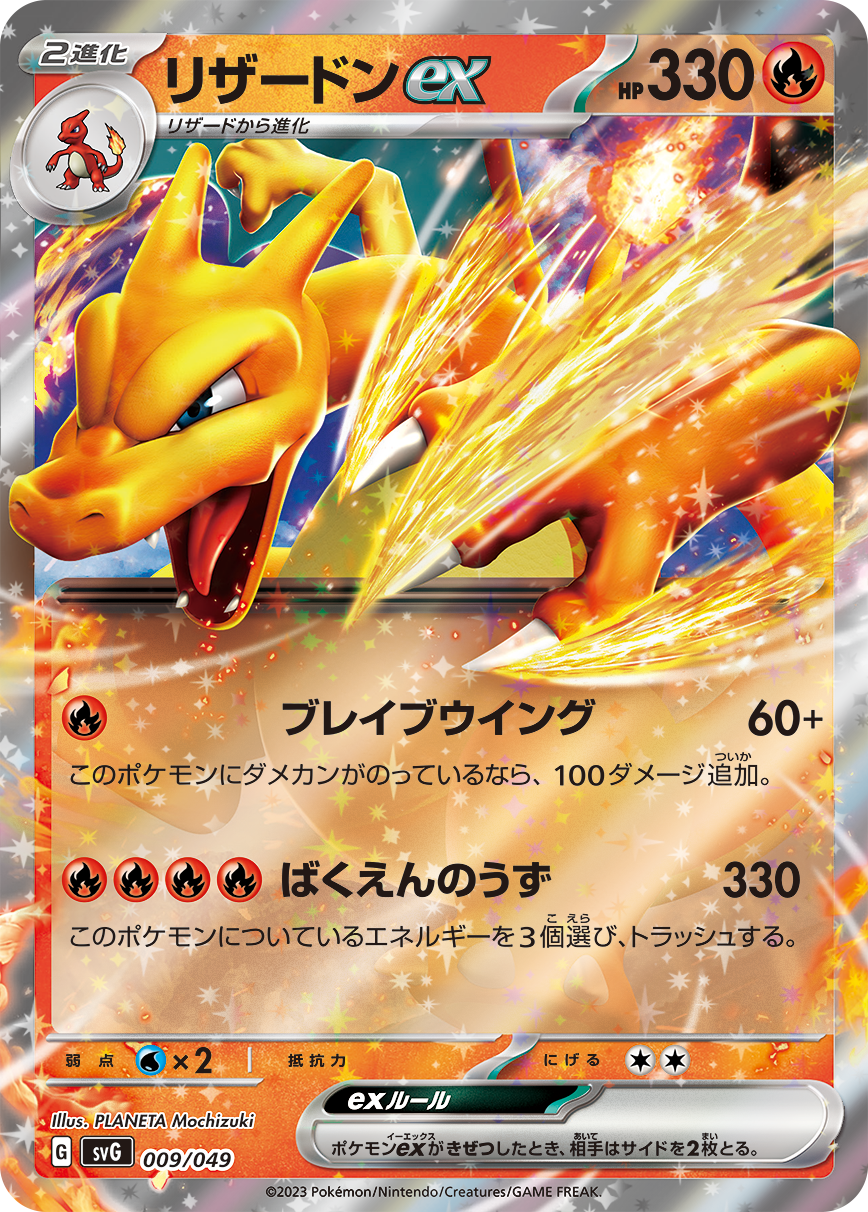 2進化
リザードンex
HP330
リザードから進化
ブレイブウイング 60+
このポケモンにダメカンがのっているなら、100ダメージ追加。
ついか
ばくえんのうず 330
このポケモンについているエネルギーを3個選び、トラッシュする。
こ えら
弱点 ×2 抵抗力 にげる
exルール
ポケモンexがきぜつしたとき、相手はサイドを2枚とる。
イーエックス あいて まい
Illus. PLANETA Mochizuki
G svG 009/049
©2023 Pokémon/Nintendo/Creatures/GAME FREAK.